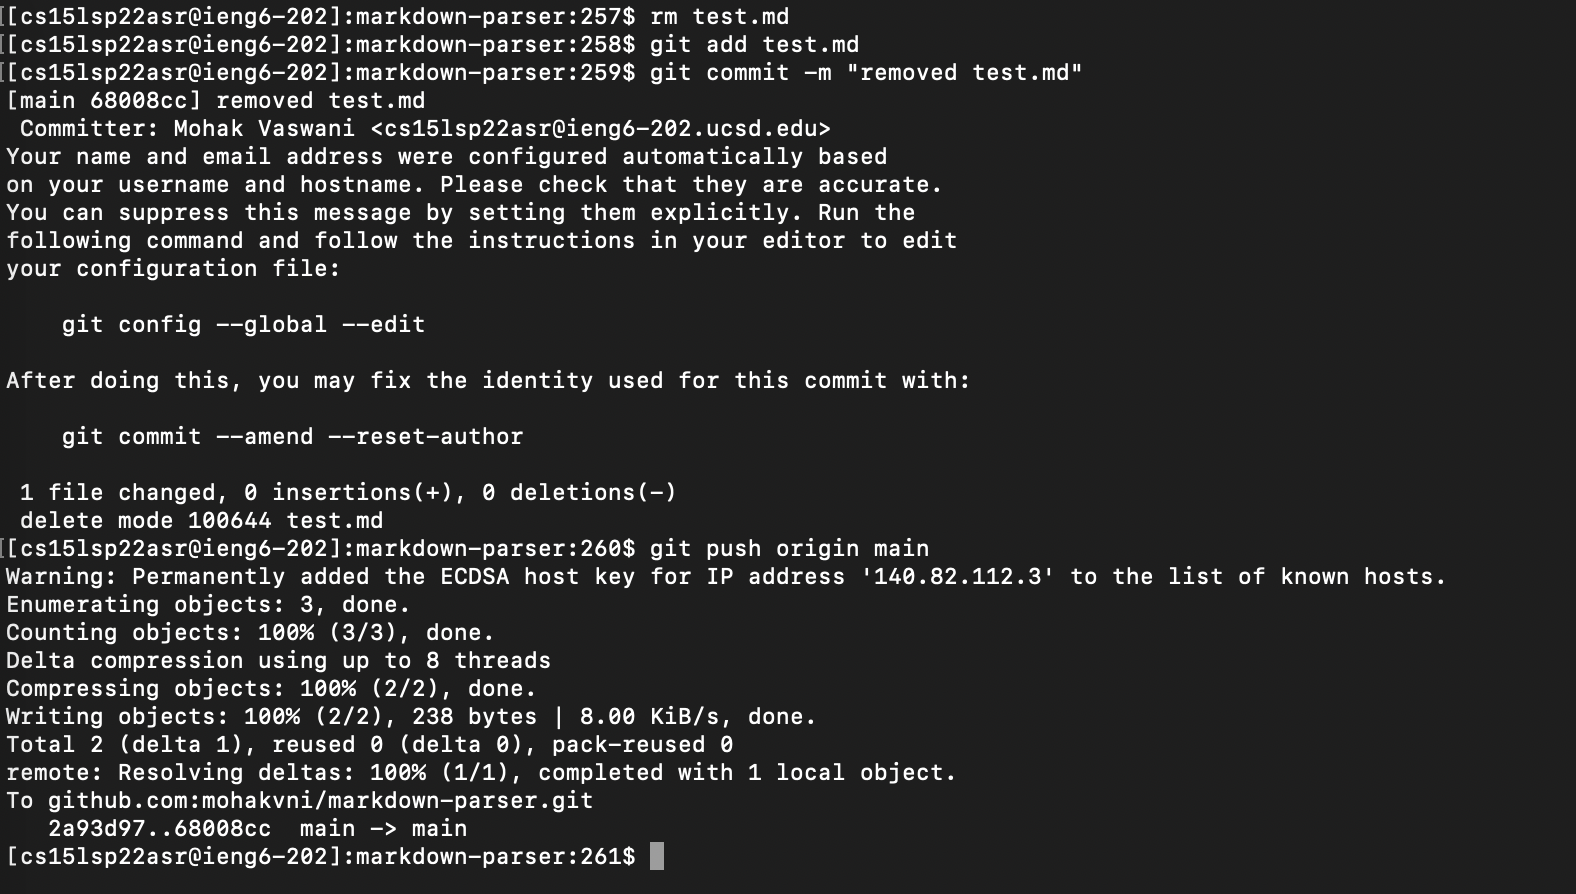 [[cs15lsp22asr@ieng6-202]:markdown-parser:257$ rm test.md
[[cs15lsp22asr@ieng6-202]:markdown-parser:258$ git add test.md
[[cs15lsp22asr@ieng6-202]:markdown-parser:259$ git commit -m "removed test.md"
[main 68008cc] removed test.md
 Committer: Mohak Vaswani <cs15lsp22asr@ieng6-202.ucsd.edu>
Your name and email address were configured automatically based
on your username and hostname. Please check that they are accurate.
You can suppress this message by setting them explicitly. Run the
following command and follow the instructions in your editor to edit
your configuration file:

    git config --global --edit

After doing this, you may fix the identity used for this commit with:

    git commit --amend --reset-author

 1 file changed, 0 insertions(+), 0 deletions(-)
 delete mode 100644 test.md
[[cs15lsp22asr@ieng6-202]:markdown-parser:260$ git push origin main
Warning: Permanently added the ECDSA host key for IP address '140.82.112.3' to the list of known hosts.
Enumerating objects: 3, done.
Counting objects: 100% (3/3), done.
Delta compression using up to 8 threads
Compressing objects: 100% (2/2), done.
Writing objects: 100% (2/2), 238 bytes | 8.00 KiB/s, done.
Total 2 (delta 1), reused 0 (delta 0), pack-reused 0
remote: Resolving deltas: 100% (1/1), completed with 1 local object.
To github.com:mohakvni/markdown-parser.git
   2a93d97..68008cc  main -> main
[cs15lsp22asr@ieng6-202]:markdown-parser:261$